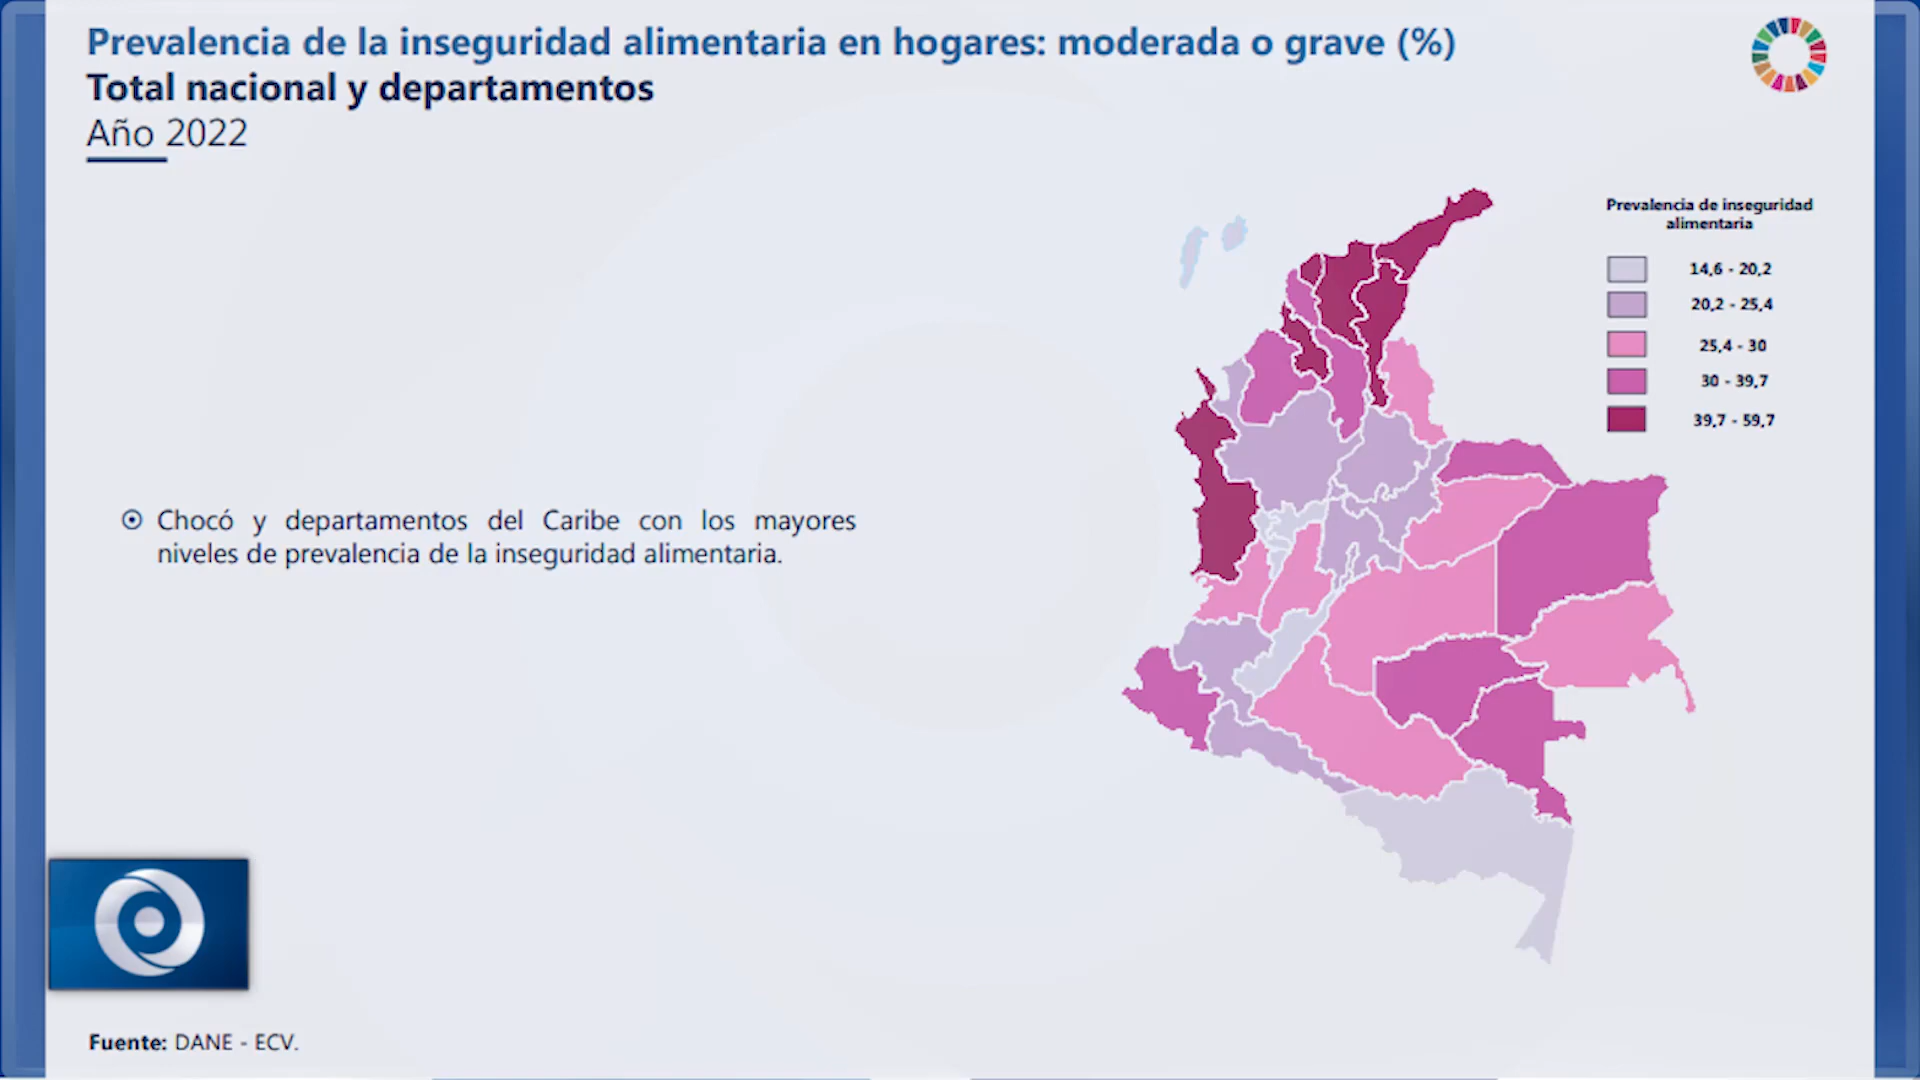 Prevalencia de la inseguridad alimentaria en hogares: moderada o grave (%)
Total nacional y departamentos
Año 2022
Prevalencia de inseguridad
alimentaria
14,6 - 20,2
20,2 - 25,4
25,4 - 30
30 - 39,7
39,7 - 59,7
Chocó y departamentos del Caribe con los mayores
niveles de prevalencia de la inseguridad alimentaria.
Fuente: DANE - ECV.